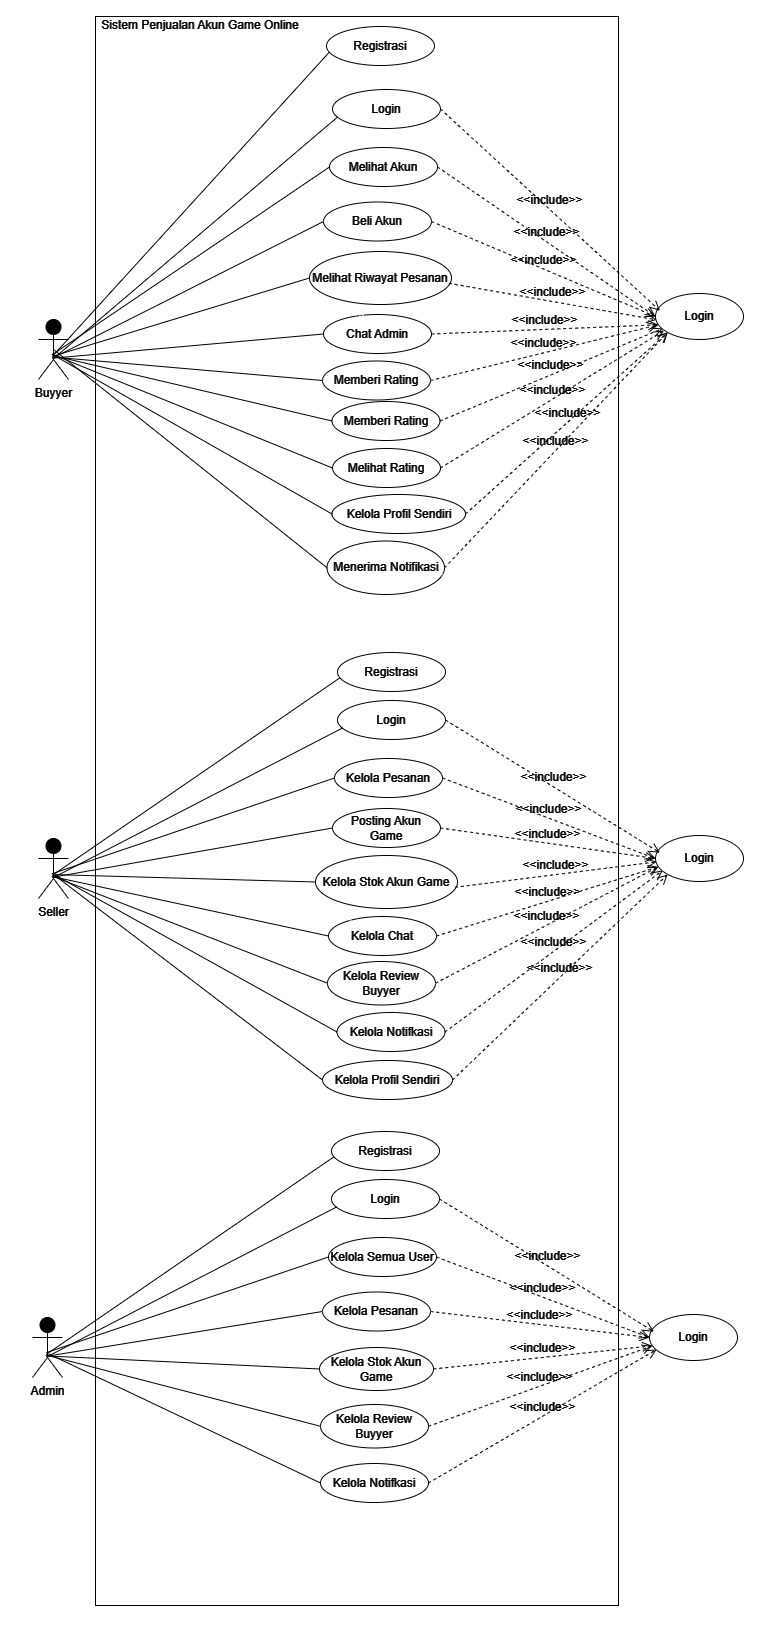 Sistem Penjualan Akun Game Online
Registrasi
Login
Melihat Akun
<<include>>
Beli Akun
<<include>>
<<include>>
Melihat Riwayat Pesanan
<<include>>
Login
<<include>>
Chat Admin
<<include>>
<<include>>
Memberi Rating
<<include>>
Buyyer
<<include>>
Memberi Rating
<<include>>
Melihat Rating
Kelola Profil Sendiri
Menerima Notifikasi
Registrasi
Login
Kelola Pesanan
<<include>>
<<include>>
Posting Akun
Game
<<include>>
Login
<<include>>
Kelola Stok Akun Game
<<include>>
Seller
<<include>>
Kelola Chat
<<include>>
<<include>>
Kelola Review
Buyyer
Kelola Notifkasi
Kelola Profil Sendiri
Registrasi
Login
Kelola Semua User
<<include>>
<<include>>
Kelola Pesanan
<<include>>
Login
<<include>>
Kelola Stok Akun
Game
<<include>>
Admin
<<include>>
Kelola Review
Buyyer
Kelola Notifkasi